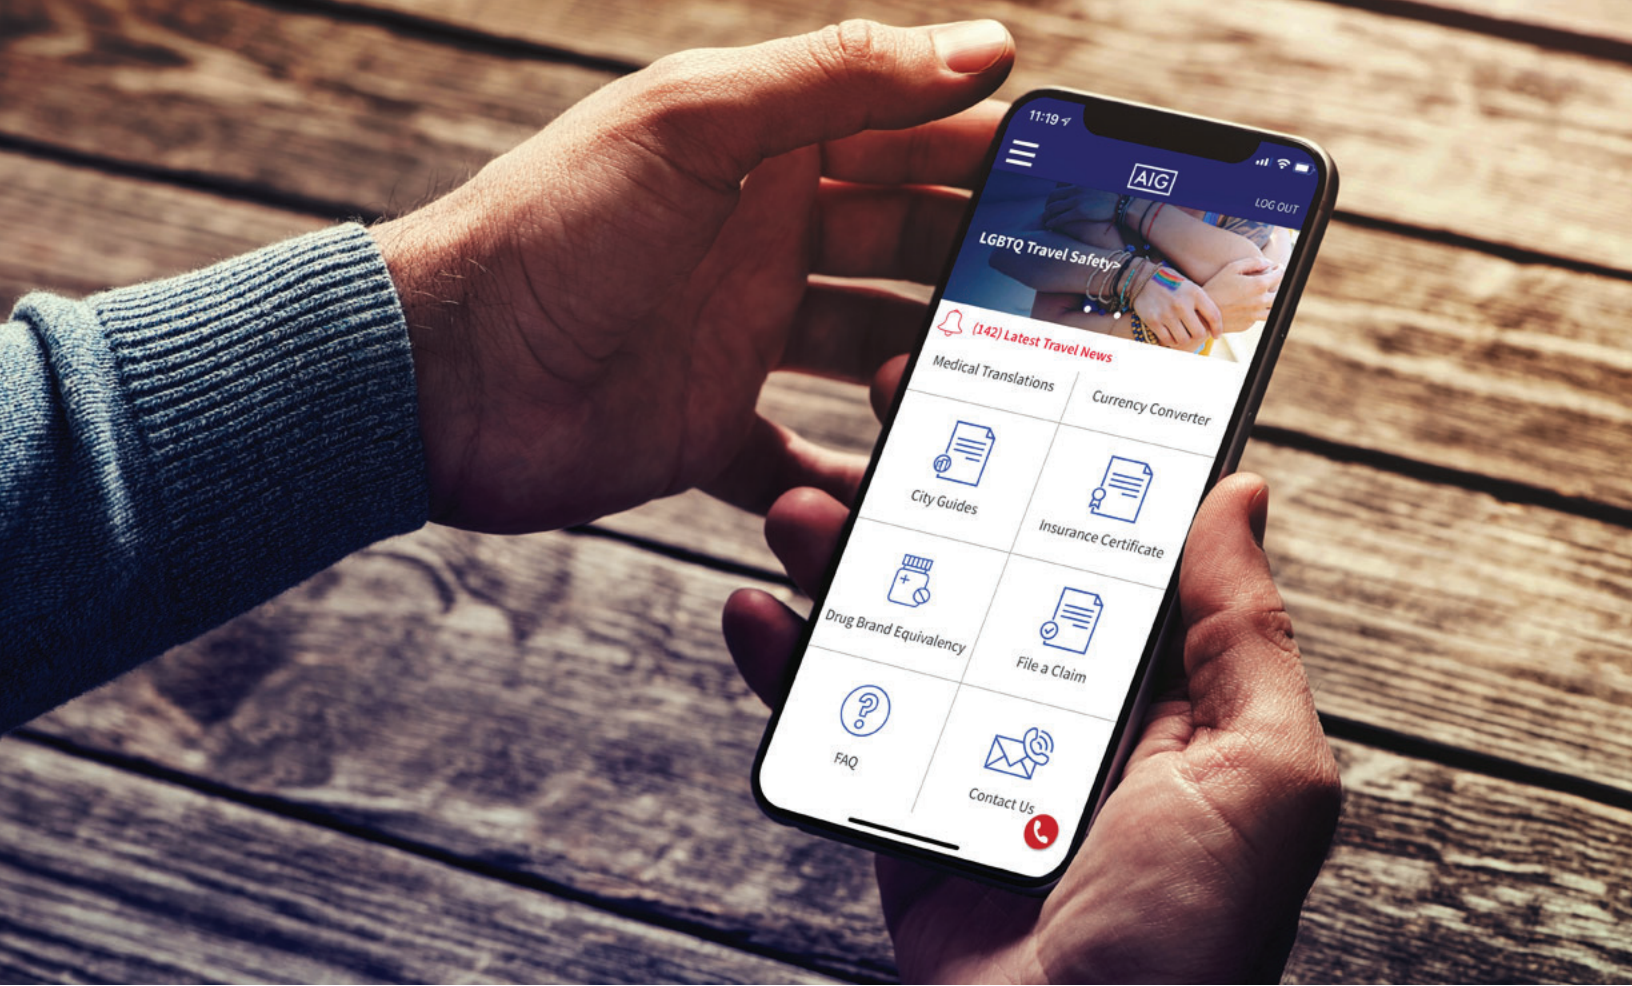 11:19
AIG
LOG OUT
LGBTQ Travel Safety>
(142) Latest Travel News
Medical Translations
Currency Converter
City Guides
Insurance Certificate
Drug Brand Equivalency
File a Claim
FAQ
Contact Us